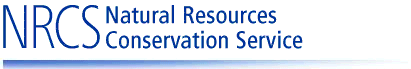 NRCS Natural Resources
Conservation Service